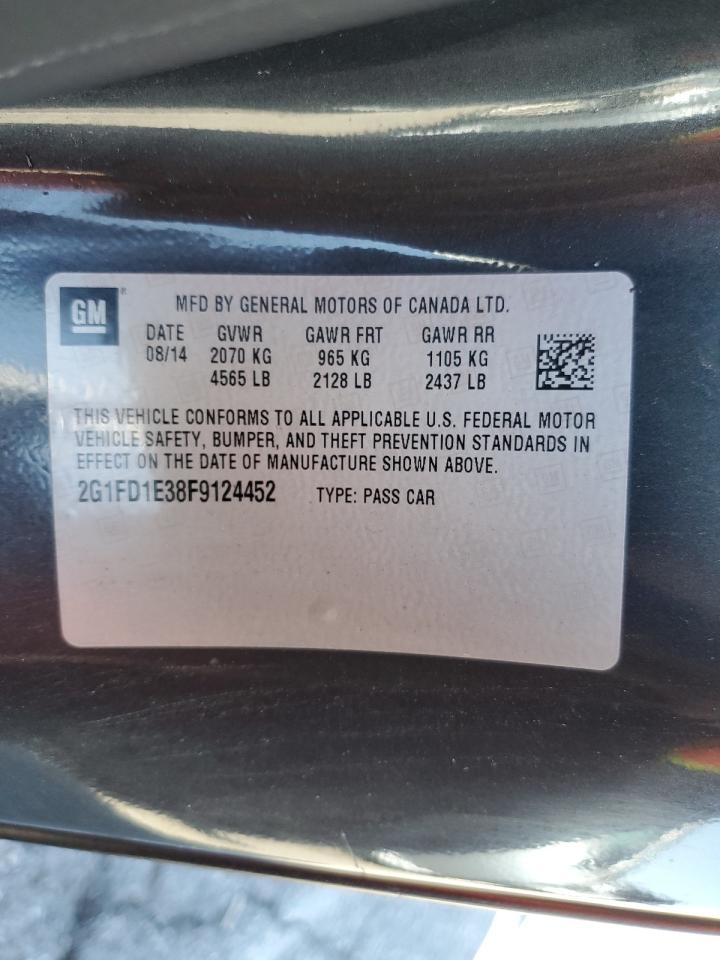 GM
MFD BY GENERAL MOTORS OF CANADA LTD.
DATE GVWR GAWR FRT GAWR RR
08/14 2070 KG 965 KG 1105 KG
4565 LB 2128 LB 2437 LB
THIS VEHICLE CONFORMS TO ALL APPLICABLE U.S. FEDERAL MOTOR
VEHICLE SAFETY, BUMPER, AND THEFT PREVENTION STANDARDS IN
EFFECT ON THE DATE OF MANUFACTURE SHOWN ABOVE.
2G1FD1E38F9124452 TYPE: PASS CAR